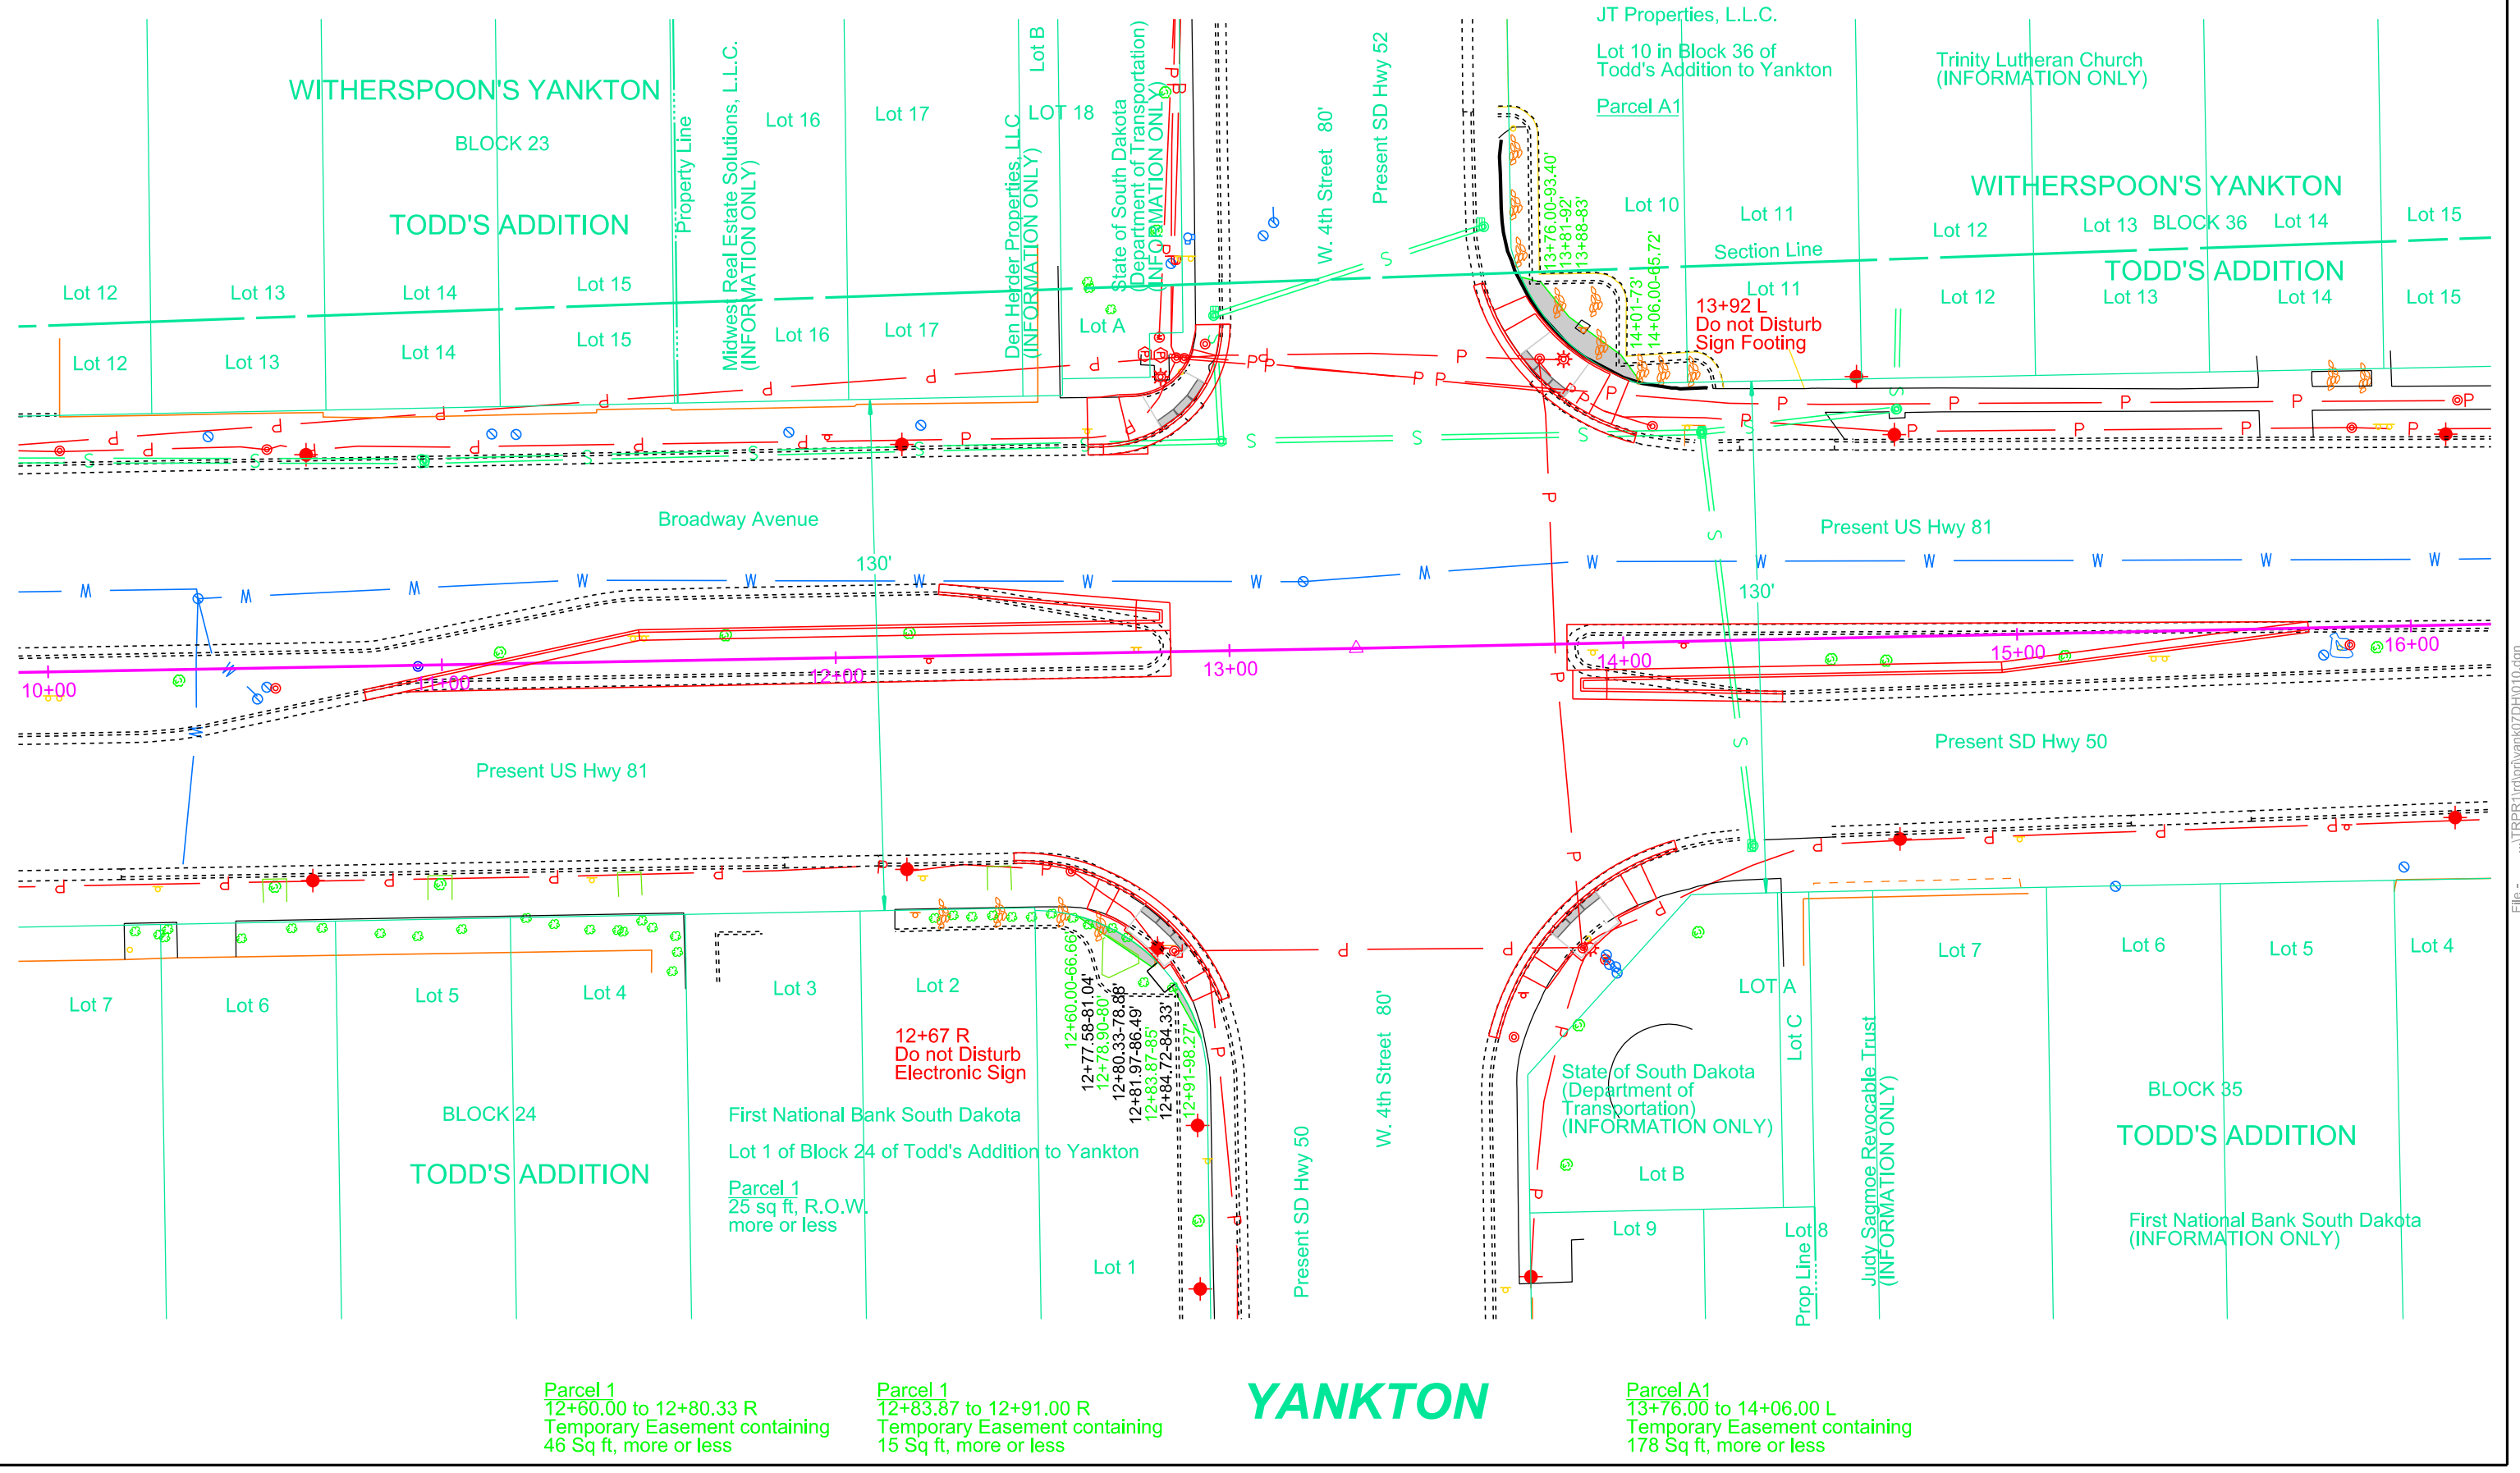 JT Properties, L.L.C.
Lot 10 in Block 36 of
Todd's Addition to Yankton
Parcel A1
Trinity Lutheran Church
(INFORMATION ONLY)
WITHERSPOON'S YANKTON
BLOCK 23
TODD'S ADDITION
Property Line
Midwest Real Estate Solutions, L.L.C.
(INFORMATION ONLY)
Lot 16
Lot 17
Lot B
LOT 18
Den Herder Properties, LLC
(INFORMATION ONLY)
State of South Dakota
(Department of Transportation)
(INFORMATION ONLY)
W. 4th Street 80'
Present SD Hwy 52
13+76.00-93.40'
13+81-92'
13+88-83'
14+01-73'
14+06.00-65.72'
Lot 10
Lot 11
Section Line
Lot 11
WITHERSPOON'S YANKTON
Lot 12
Lot 13
BLOCK 36
Lot 14
Lot 15
TODD'S ADDITION
Lot 12
Lot 13
Lot 14
Lot 15
Lot 12
Lot 13
Lot 14
Lot 15
Lot 12
Lot 13
Lot 14
Lot 15
Lot 16
Lot 17
Lot A
13+92 L
Do not Disturb
Sign Footing
Broadway Avenue
Present US Hwy 81
130'
130'
10+00
11+00
12+00
13+00
14+00
15+00
16+00
Present US Hwy 81
Present SD Hwy 50
Lot 7
Lot 6
Lot 5
Lot 4
Lot 3
Lot 2
12+67 R
Do not Disturb
Electronic Sign
12+60.00-66.66'
12+77.58-81.04'
12+78.90-80'
12+80.33-78.88'
12+81.97-86.49'
12+83.87-85'
12+84.72-84.33'
12+91-98.27'
BLOCK 24
TODD'S ADDITION
First National Bank South Dakota
Lot 1 of Block 24 of Todd's Addition to Yankton
Parcel 1
25 sq ft, R.O.W.
more or less
Lot 1
Present SD Hwy 50
W. 4th Street 80'
LOT A
Lot C
State of South Dakota
(Department of
Transportation)
(INFORMATION ONLY)
Lot B
Lot 9
Lot 8
Prop Line
Judy Sagmoe Revocable Trust
(INFORMATION ONLY)
Lot 7
Lot 6
Lot 5
Lot 4
BLOCK 35
TODD'S ADDITION
First National Bank South Dakota
(INFORMATION ONLY)
Parcel 1
12+60.00 to 12+80.33 R
Temporary Easement containing
46 Sq ft, more or less
Parcel 1
12+83.87 to 12+91.00 R
Temporary Easement containing
15 Sq ft, more or less
YANKTON
Parcel A1
13+76.00 to 14+06.00 L
Temporary Easement containing
178 Sq ft, more or less